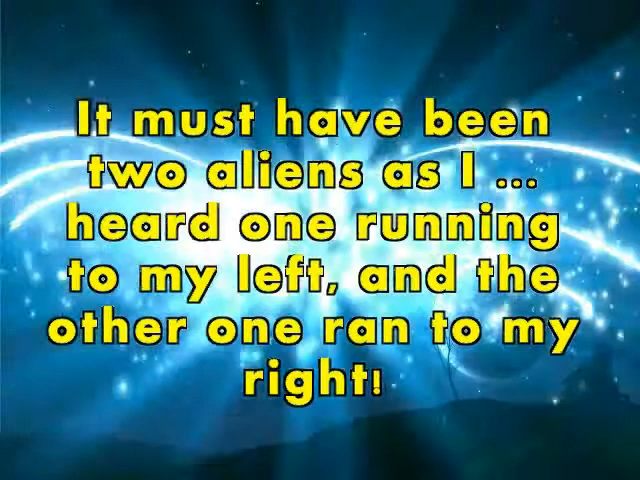 It must have been
two aliens as I ...
heard one running
to my left, and the
other one ran to my
right!